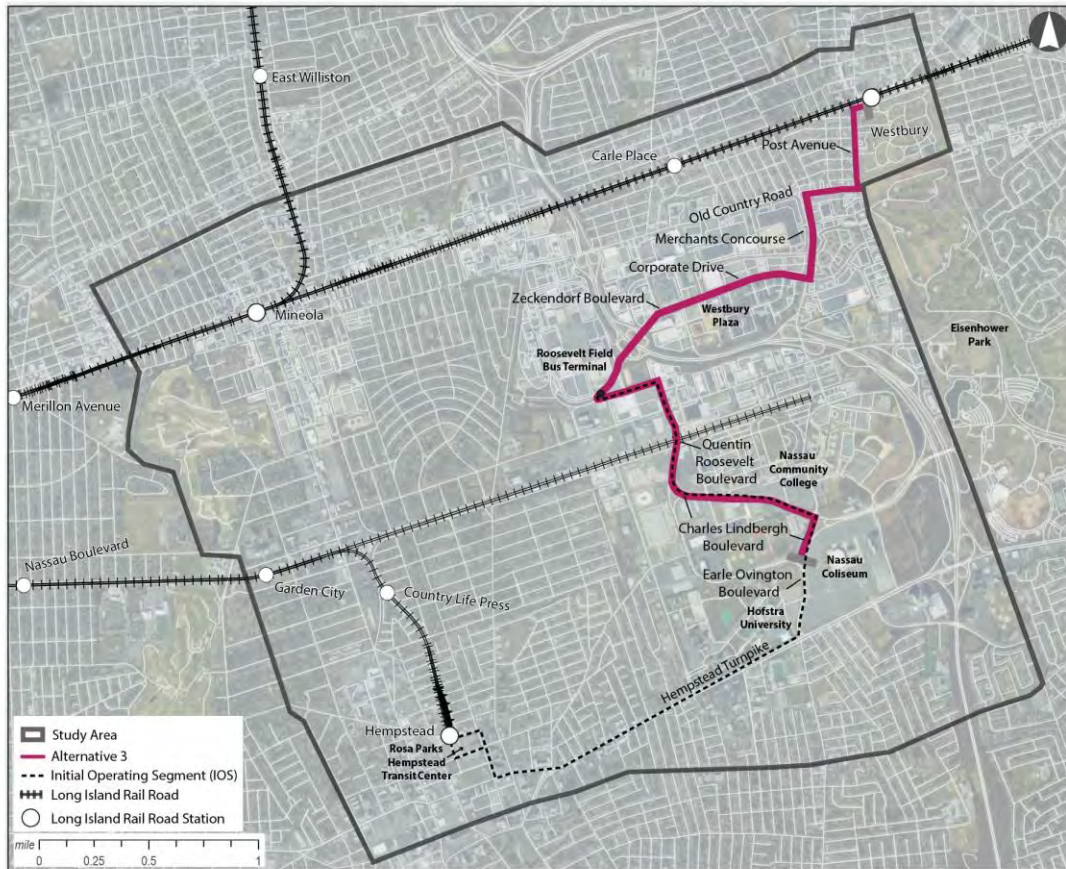 East Williston
Westbury
Post Avenue
Carle Place
Old Country Road
Merchants Concourse
Corporate Drive
Zeckendorf Boulevard
Mineola
Westbury
Plaza
Eisenhower
Park
Roosevelt Field
Bus Terminal
Merillon Avenue
Quentin
Roosevelt
Boulevard
Nassau
Community
College
Charles Lindbergh
Boulevard
Nassau Boulevard
Garden City
Country Life Press
Nassau
Coliseum
Earle Ovington
Boulevard
Hofstra
University
Hempstead Turnpike
Hempstead
Rosa Parks
Hempstead
Transit Center
Study Area
Alternative 3
Initial Operating Segment (IOS)
Long Island Rail Road
Long Island Rail Road Station
mile
0 0.25 0.5 1